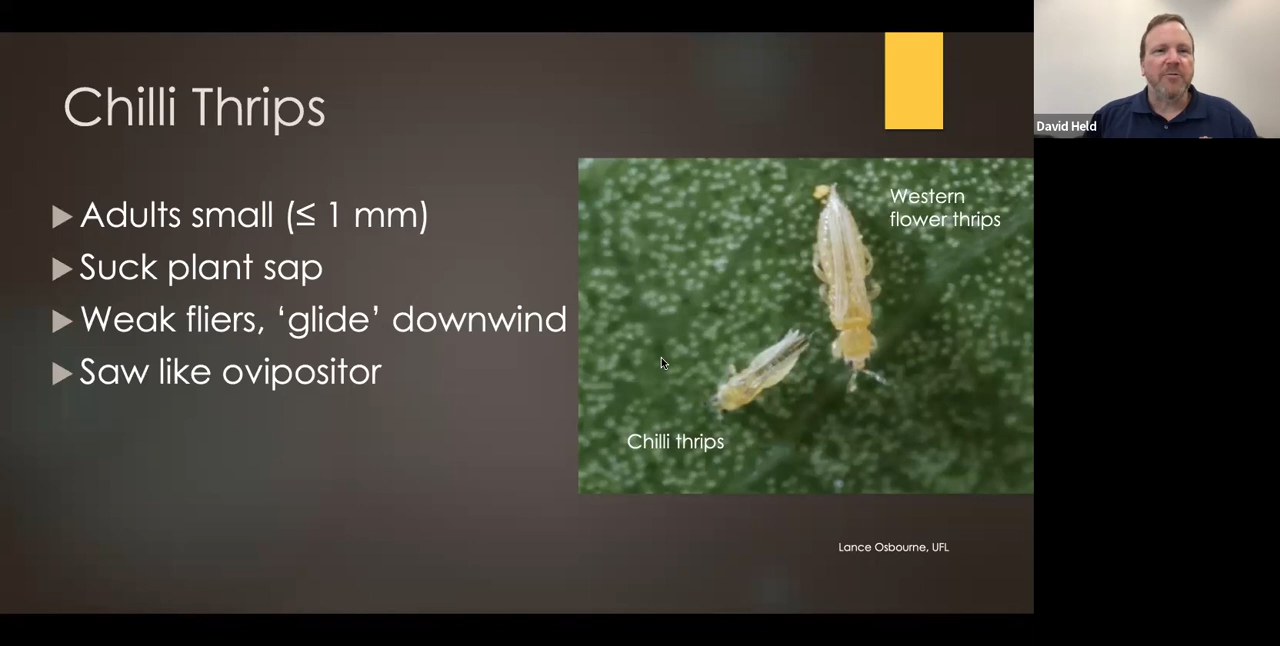 Chilli Thrips
Adults small (≤ 1 mm)
Suck plant sap
Weak fliers, ‘glide’ downwind
Saw like ovipositor
Western
flower thrips
Chilli thrips
Lance Osbourne, UFL
David Held